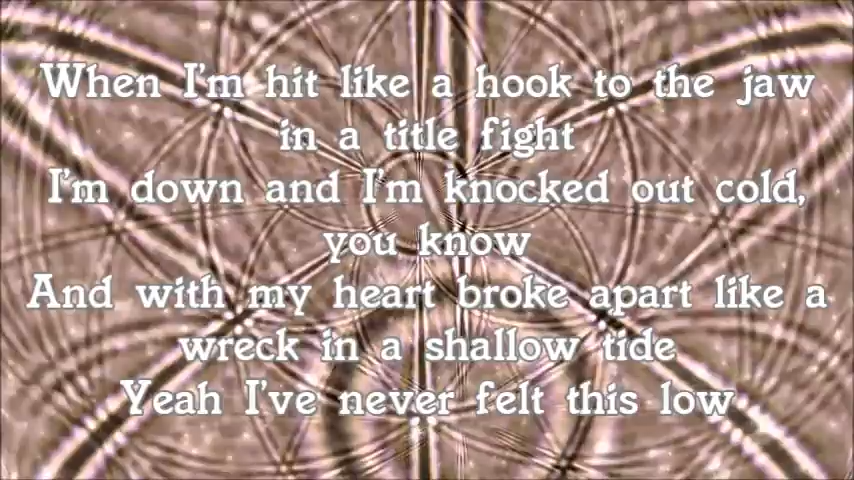 When I'm hit like a hook to the jaw
in a title fight
I'm down and I'm knocked out cold,
you know
And with my heart broke apart like a
wreck in a shallow tide
Yeah I've never felt this low